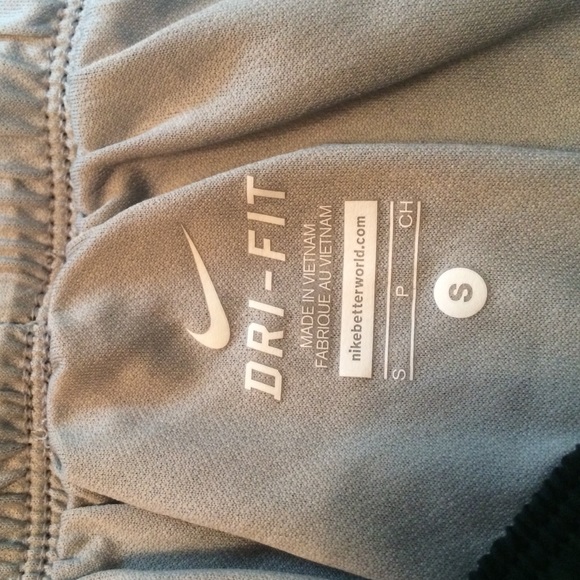 DRI-FIT
MADE IN VIETNAM
FABRIQUE AU VIETNAM
nikebetterworld.com
S P CH
S